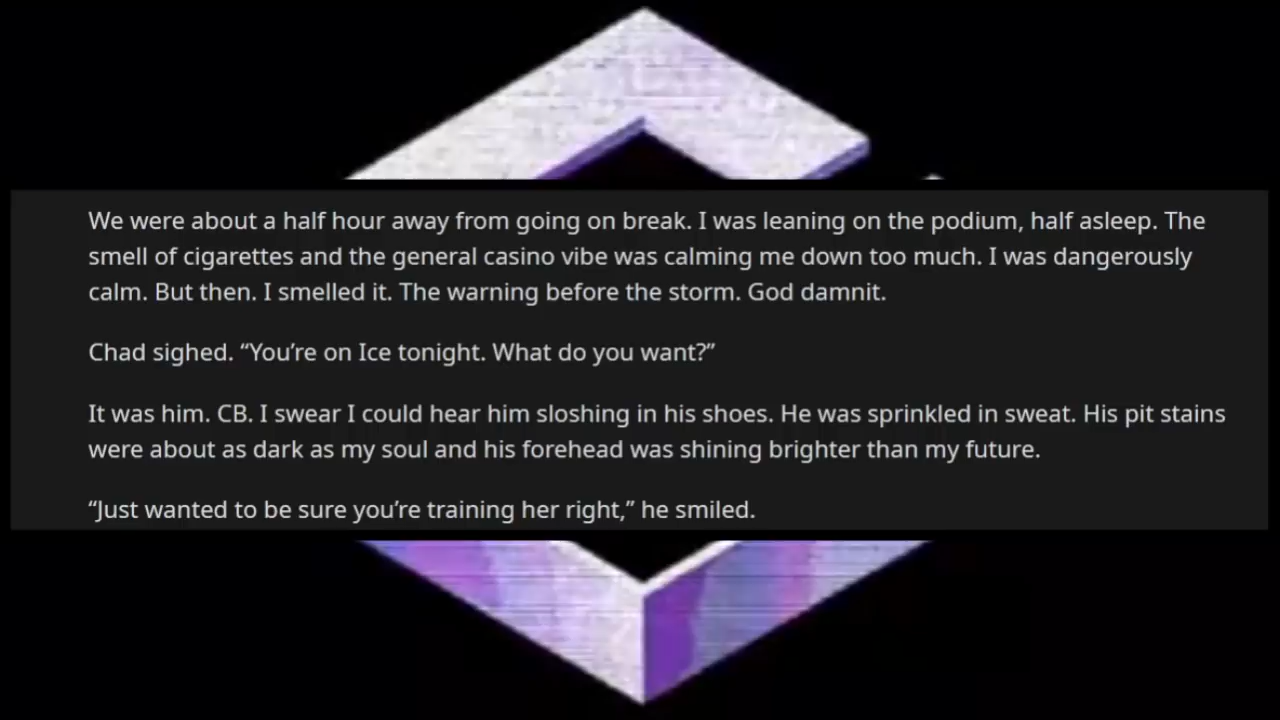 We were about a half hour away from going on break. I was leaning on the podium, half asleep. The
smell of cigarettes and the general casino vibe was calming me down too much. I was dangerously
calm. But then. I smelled it. The warning before the storm. God damnit.
Chad sighed. “You’re on Ice tonight. What do you want?”
It was him. CB. I swear I could hear him sloshing in his shoes. He was sprinkled in sweat. His pit stains
were about as dark as my soul and his forehead was shining brighter than my future.
“Just wanted to be sure you’re training her right,” he smiled.